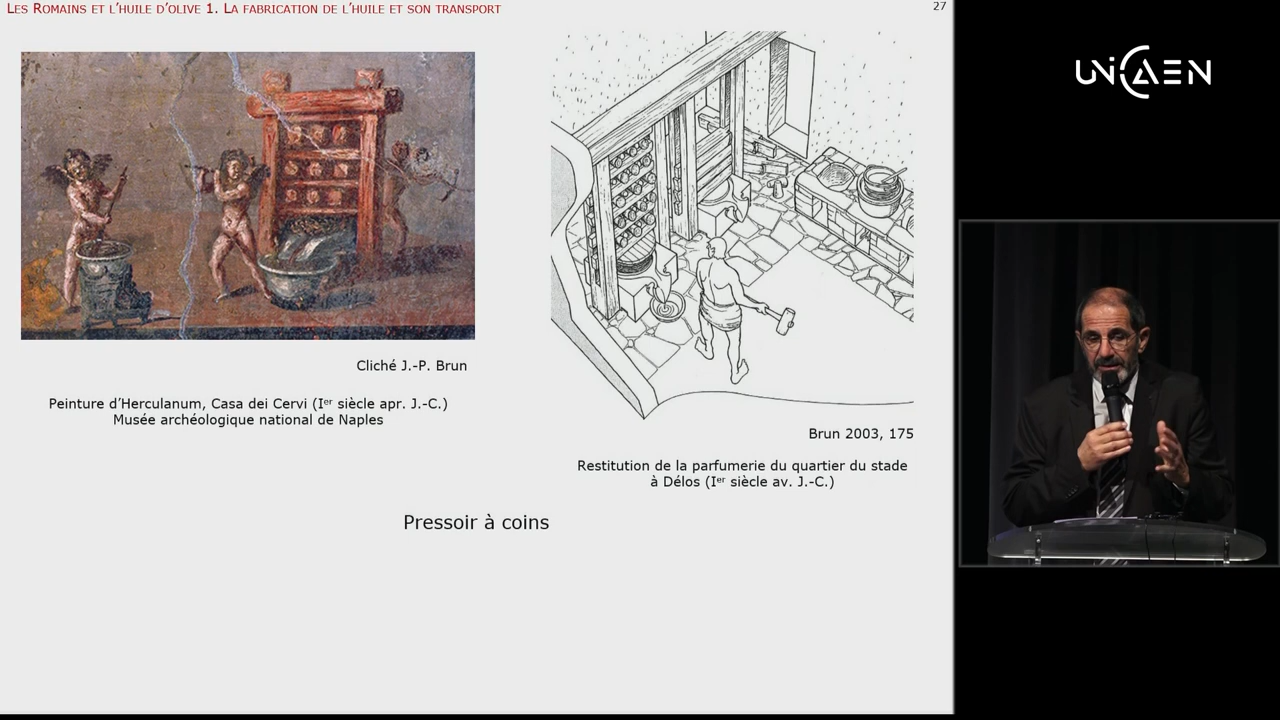 Les Romains et l'huile d'olive 1. La fabrication de l'huile et son transport
27
UNICAEN
Cliché J.-P. Brun
Peinture d'Herculanum, Casa dei Cervi (Ier siècle apr. J.-C.)
Musée archéologique national de Naples
Brun 2003, 175
Restitution de la parfumerie du quartier du stade
à Délos (Ier siècle av. J.-C.)
Pressoir à coins